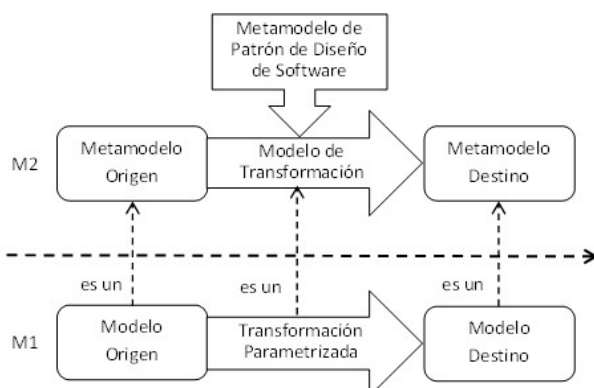 Metamodelo de
Patrón de Diseño
de Software
M2
Metamodelo
Origen
Modelo de
Transformación
Metamodelo
Destino
es un
es un
es un
M1
Modelo
Origen
Transformación
Parametrizada
Modelo
Destino